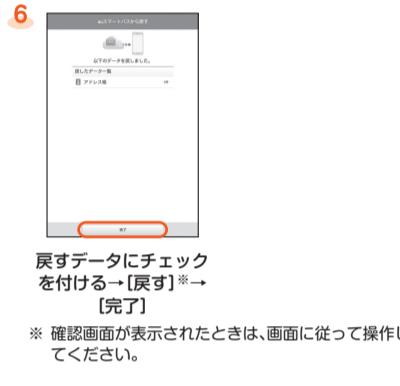 6
auスマートパスから戻す
以下のデータを戻しました。
戻したデータ一覧
アドレス帳
完了
戻すデータにチェック
を付ける→[戻す]※→
[完了]
※ 確認画面が表示されたときは、画面に従って操作し
てください。